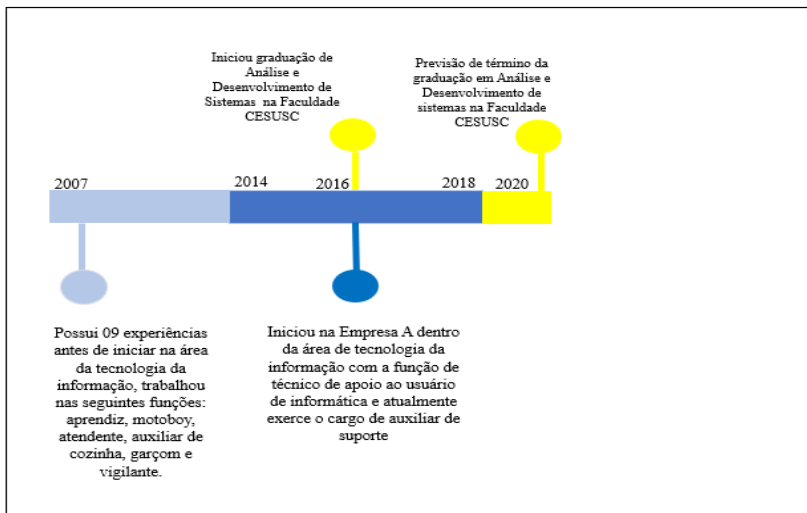 Iniciou graduação de
Análise e
Desenvolvimento de
Sistemas na Faculdade
CESUSC
Previsão de término da
graduação em Análise e
Desenvolvimento de
sistemas na Faculdade
CESUSC
2007
2014
2016
2018
2020
Possui 09 experiências
antes de iniciar na área
da tecnologia da
informação, trabalhou
nas seguintes funções:
aprendiz, motoboy,
atendente, auxiliar de
cozinha, garçom e
vigilante.
Iniciou na Empresa A dentro
da área de tecnologia da
informação com a função de
técnico de apoio ao usuário
de informática e atualmente
exerce o cargo de auxiliar de
suporte